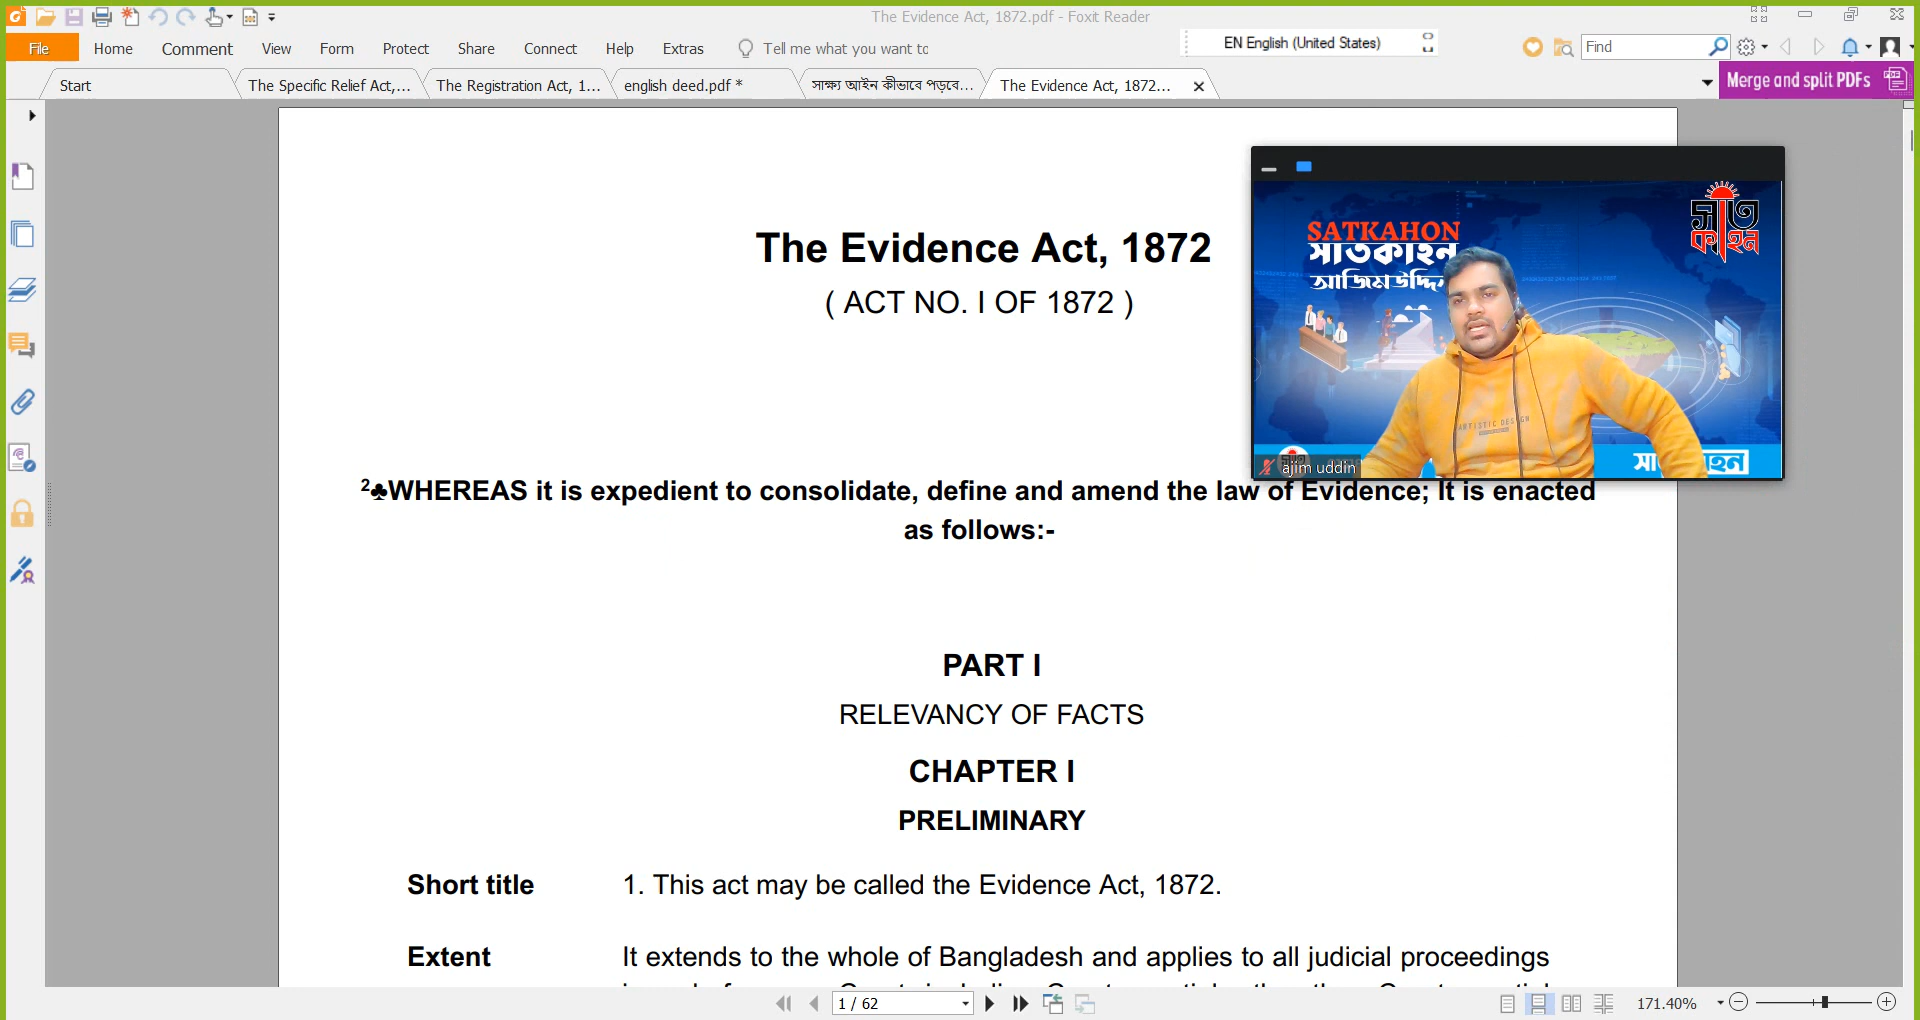 The Evidence Act, 1872.pdf - Foxit Reader
File Home Comment View Form Protect Share Connect Help Extras Tell me what you want to
EN English (United States)
Find
Start
The Specific Relief Act,...
The Registration Act, 1...
english deed.pdf *
সাক্ষ্য আইন কীভাবে পড়বে...
The Evidence Act, 1872...
Merge and split PDFs
The Evidence Act, 1872
( ACT NO. I OF 1872 )
SATKAHON
সাতকাহন
আজিম উদ্দি
সাত
কাহন
ajim uddin
2♣WHEREAS it is expedient to consolidate, define and amend the law of Evidence; It is enacted
as follows:-
PART I
RELEVANCY OF FACTS
CHAPTER I
PRELIMINARY
Short title 1. This act may be called the Evidence Act, 1872.
Extent It extends to the whole of Bangladesh and applies to all judicial proceedings
1 / 62
171.40%